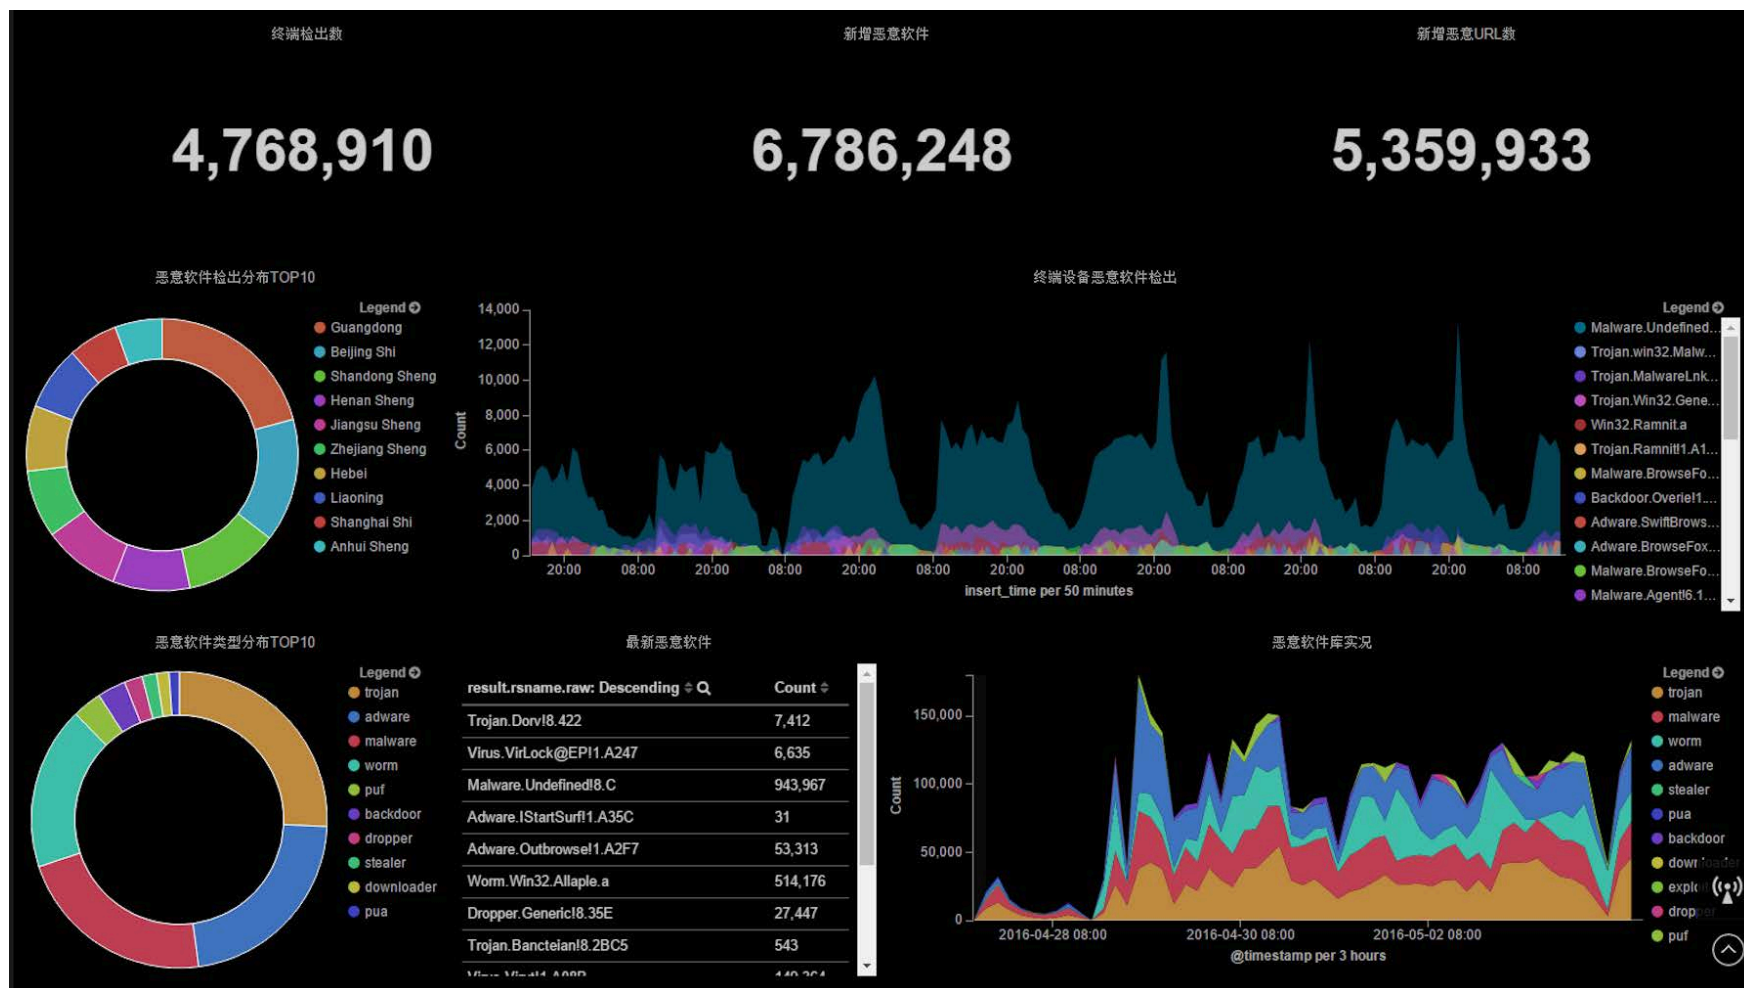 终端检出数
新增恶意软件
新增恶意URL数
4,768,910
6,786,248
5,359,933
恶意软件检出分布TOP10
Legend
Guangdong
Beijing Shi
Shandong Sheng
Henan Sheng
Jiangsu Sheng
Zhejiang Sheng
Hebei
Liaoning
Shanghai Shi
Anhui Sheng
终端设备恶意软件检出
Count
14,000
12,000
10,000
8,000
6,000
4,000
2,000
0
20:00 08:00 20:00 08:00 20:00 08:00 20:00 08:00 20:00 08:00 20:00 08:00 20:00 08:00
insert_time per 50 minutes
Legend
Malware.Undefined...
Trojan.win32.Malw...
Trojan.MalwareLnk...
Trojan.Win32.Gene...
Win32.Ramnit.a
Trojan.Ramnit!1.A1...
Malware.BrowseFo...
Backdoor.Overie!1....
Adware.SwiftBrows...
Adware.BrowseFox...
Malware.BrowseFo...
Malware.Agent!6.1...
恶意软件类型分布TOP10
Legend
trojan
adware
malware
worm
puf
backdoor
dropper
stealer
downloader
pua
最新恶意软件
result.rsname.raw: Descending Count
Trojan.Dorv!8.422 7,412
Virus.VirLock@EP!1.A247 6,635
Malware.Undefined!8.C 943,967
Adware.IStartSurf!1.A35C 31
Adware.Outbrowse!1.A2F7 53,313
Worm.Win32.Allaple.a 514,176
Dropper.Generic!8.35E 27,447
Trojan.Bancteian!8.2BC5 543
恶意软件库实况
Count
150,000
100,000
50,000
0
2016-04-28 08:00 2016-04-30 08:00 2016-05-02 08:00
@timestamp per 3 hours
Legend
trojan
malware
worm
adware
stealer
pua
backdoor
downloader
exploit
dropper
puf